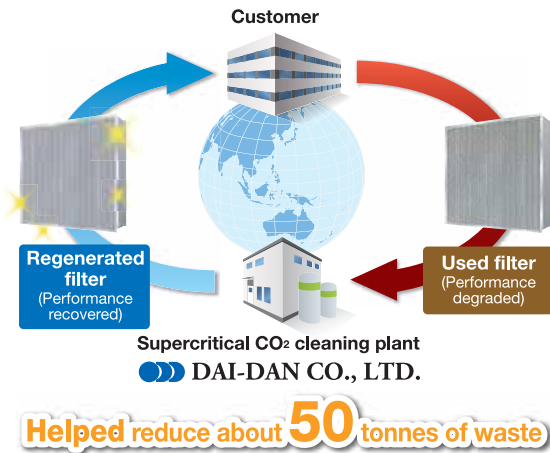 Customer
Regenerated
filter
(Performance
recovered)
Used filter
(Performance
degraded)
Supercritical CO₂ cleaning plant
DAI-DAN CO., LTD.
Helped reduce about 50 tonnes of waste